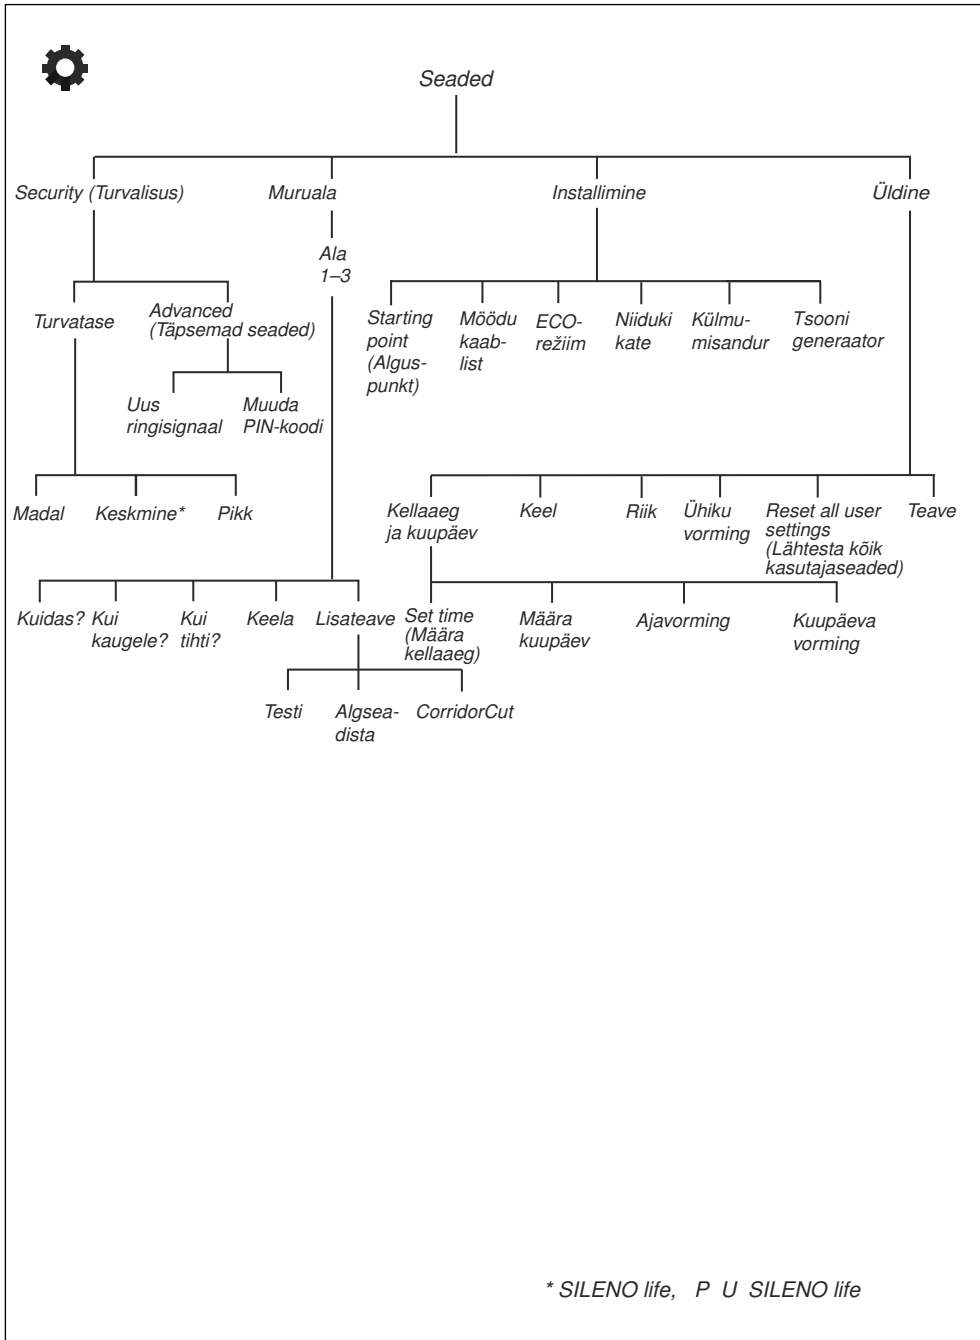 Seaded
Security (Turvalisus)
Muruala
Installimine
Üldine
Ala
1–3
Turvatase
Advanced
(Täpsemad seaded)
Starting
point
(Algus-
punkt)
Möödu
kaab-
list
ECO-
režiim
Niiduki
kate
Külmu-
misandur
Tsooni
generaator
Uus
ringisignaal
Muuda
PIN-koodi
Madal
Keskmine*
Pikk
Kellaaeg
ja kuupäev
Keel
Riik
Ühiku
vorming
Reset all user
settings
(Lähtesta kõik
kasutajaseaded)
Teave
Kuidas?
Kui
kaugele?
Kui
tihti?
Keela
Lisateave
Set time
(Määra
kellaaeg)
Määra
kuupäev
Ajavorming
Kuupäeva
vorming
Testi
Algsea-
dista
CorridorCut
* SILENO life, P U SILENO life